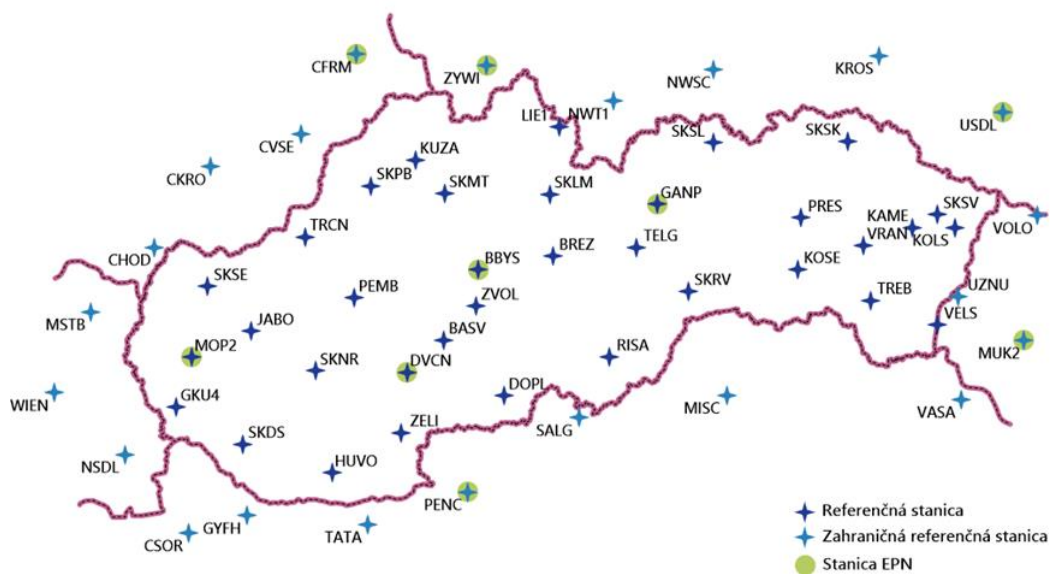 CFRM
ZYWI
NWSC
KROS
LIE1
NWT1
USDL
CVSE
SKSL
SKSK
KUZA
CKRO
SKPB
SKMT
SKLM
GANP
PRES
SKSV
KAME
VOLO
TRCN
VRAN
KOLS
CHOD
BBYS
BREZ
TELG
KOSE
SKSE
PEMB
ZVOL
SKRV
TREB
UZNU
MSTB
JABO
BASV
VELS
MOP2
SKNR
DVCN
RISA
MUK2
WIEN
GKU4
DOPL
MISC
VASA
SKDS
ZELI
SALG
NSDL
HUVO
PENC
GYFH
CSOR
TATA
Referenčná stanica
Zahraničná referenčná stanica
Stanica EPN